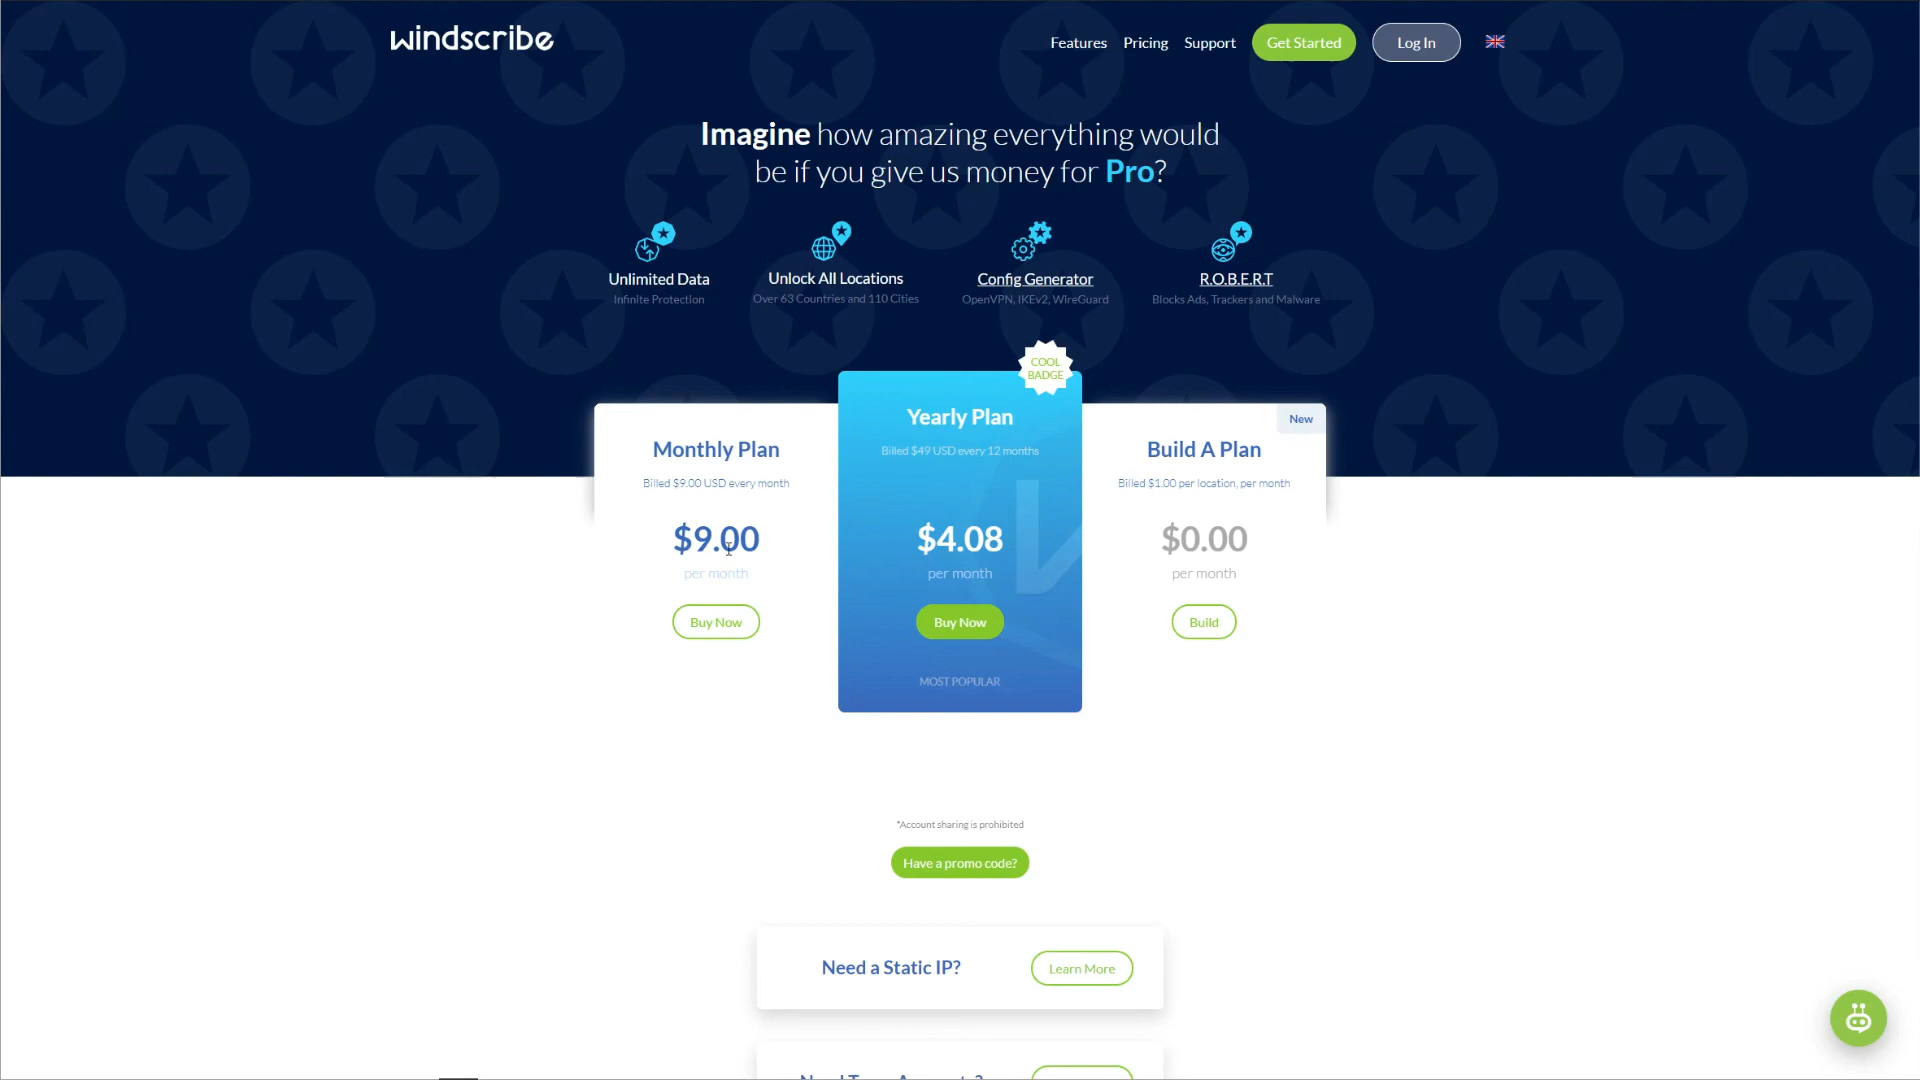 windscribe
Features
Pricing
Support
Get Started
Log In
Imagine how amazing everything would
be if you give us money for Pro?
Unlimited Data
Infinite Protection
Unlock All Locations
Over 63 Countries and 110 Cities
Config Generator
OpenVPN, IKEv2, WireGuard
R.O.B.E.R.T
Blocks Ads, Trackers and Malware
COOL
BADGE
Monthly Plan
Billed $9.00 USD every month
$9.00
per month
Buy Now
Yearly Plan
Billed $49 USD every 12 months
$4.08
per month
Buy Now
MOST POPULAR
New
Build A Plan
Billed $1.00 per location, per month
$0.00
per month
Build
*Account sharing is prohibited
Have a promo code?
Need a Static IP?
Learn More